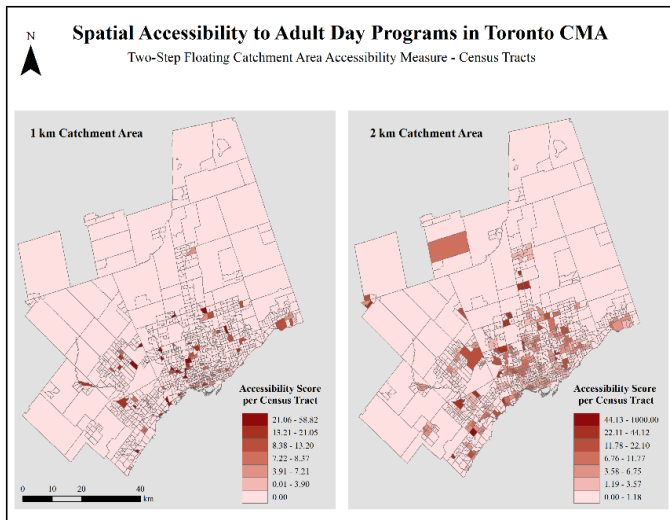 Spatial Accessibility to Adult Day Programs in Toronto CMA
Two-Step Floating Catchment Area Accessibility Measure - Census Tracts
N
1 km Catchment Area
Accessibility Score
per Census Tract
21.06 - 58.82
13.21 - 21.05
8.38 - 13.20
7.22 - 8.37
3.91 - 7.21
0.01 - 3.90
0.00
0
20
40
km
2 km Catchment Area
Accessibility Score
per Census Tract
44.13 - 1000.00
22.11 - 44.12
11.78 - 22.10
6.76 - 11.77
3.58 - 6.75
1.19 - 3.57
0.00 - 1.18